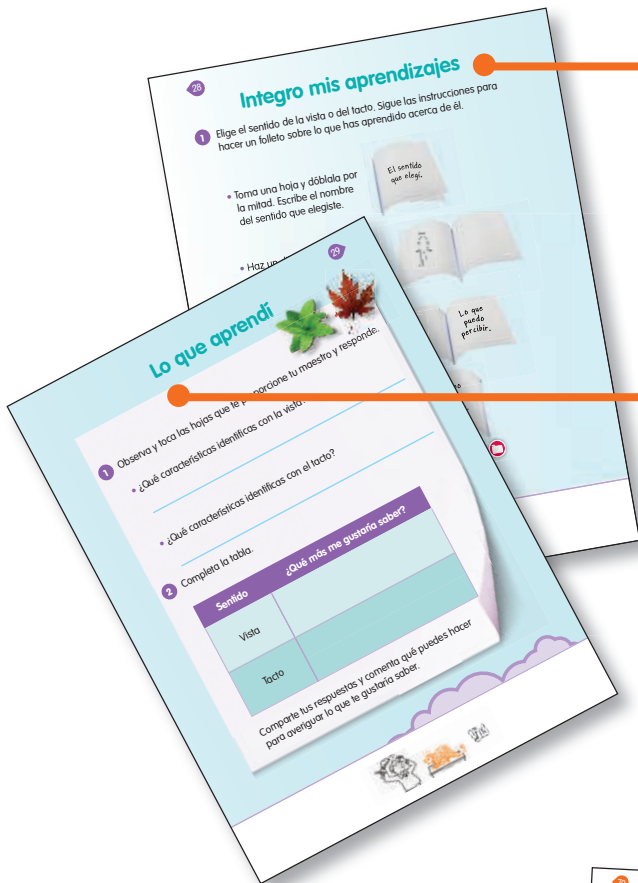 28
Integro mis aprendizajes
1 Elige el sentido de la vista o del tacto. Sigue las instrucciones para
hacer un folleto sobre lo que has aprendido acerca de él.
• Toma una hoja y dóblala por
la mitad. Escribe el nombre
del sentido que elegiste.
El sentido
que elegí.
• Haz un
Lo que
puedo
percibir.
29
Lo que aprendí
1 Observa y toca las hojas que te proporcione tu maestro y responde.
• ¿Qué características identificas con la vista?
• ¿Qué características identificas con el tacto?
2 Completa la tabla.
Sentido ¿Qué más me gustaría saber?
Vista
Tacto
Comparte tus respuestas y comenta qué puedes hacer
para averiguar lo que te gustaría saber.